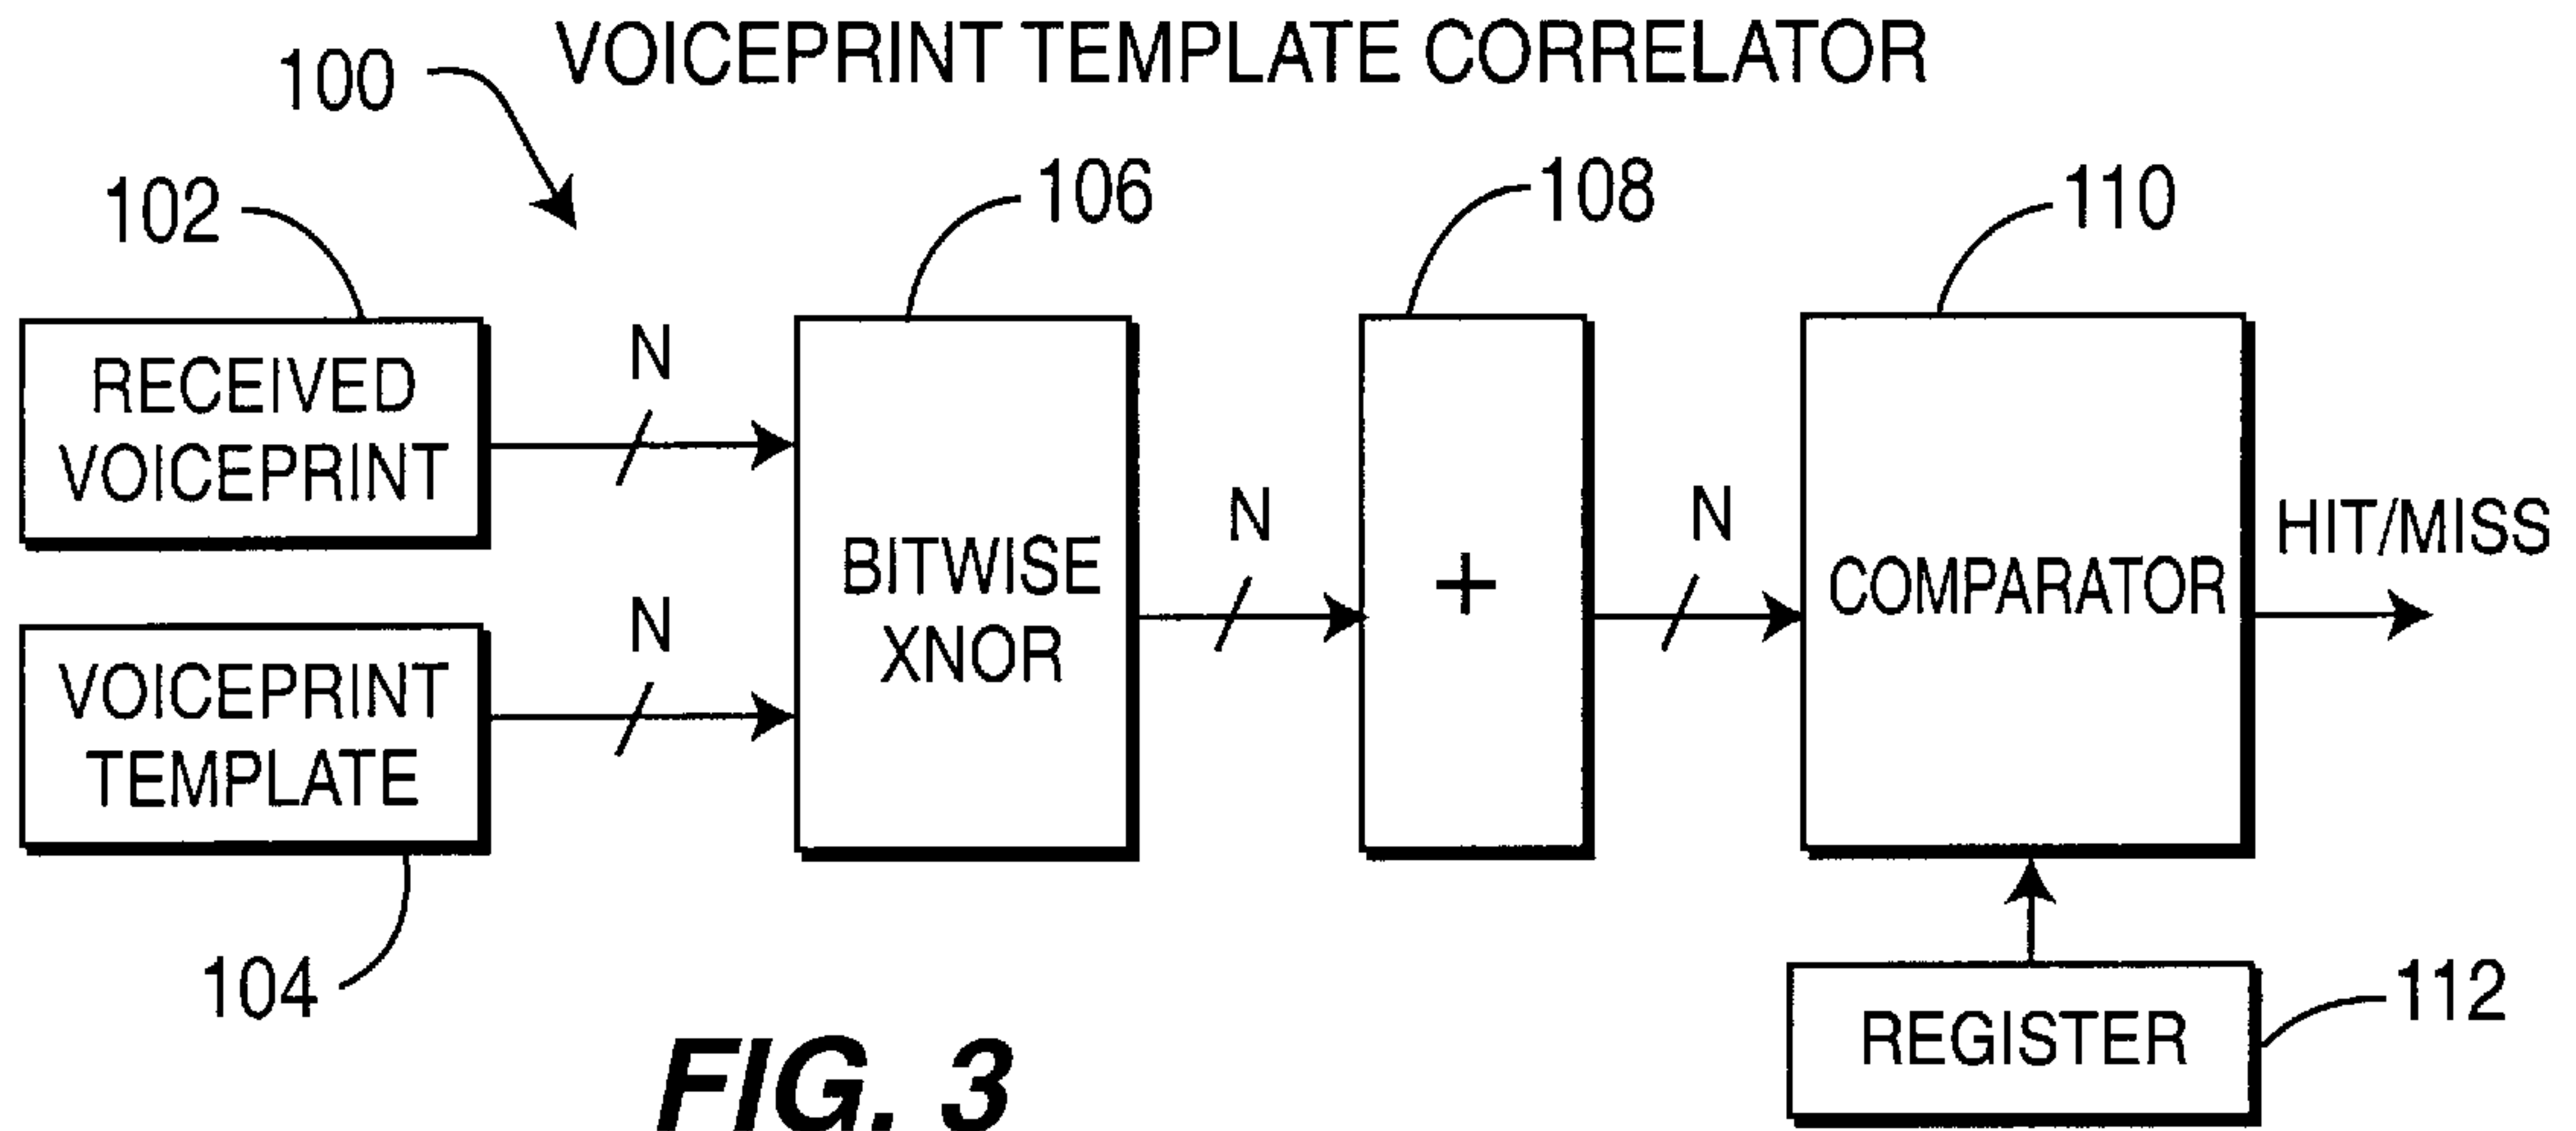 VOICEPRINT TEMPLATE CORRELATOR
100
102
106
108
110
RECEIVED
VOICEPRINT
N
VOICEPRINT
TEMPLATE
N
104
BITWISE
XNOR
N
+
N
COMPARATOR
HIT/MISS
REGISTER
112
FIG. 3